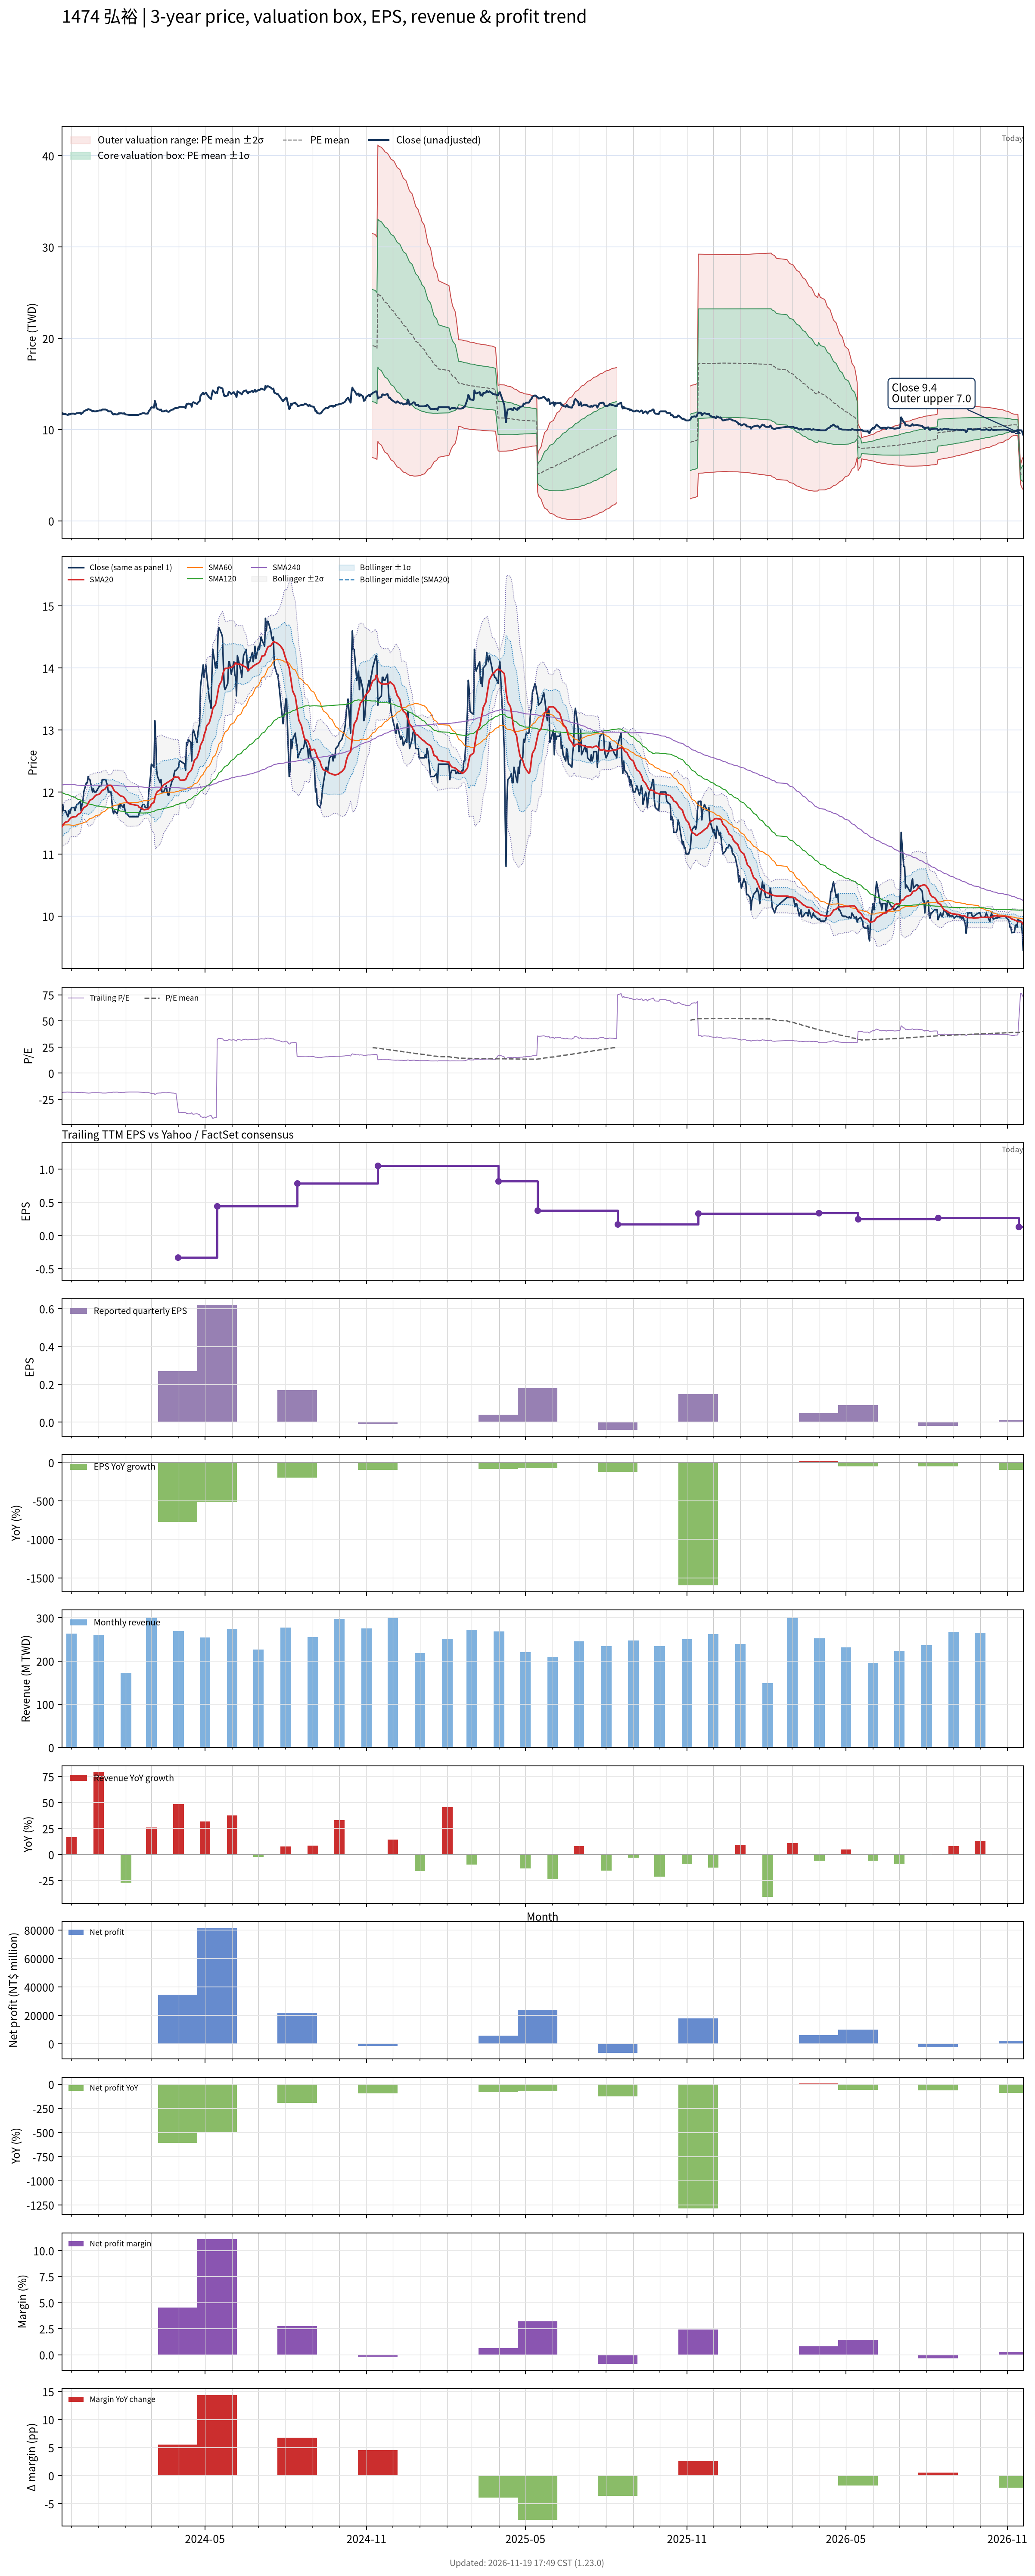 1474 弘裕 | 3-year price, valuation box, EPS, revenue & profit trend
Outer valuation range: PE mean ±2σ
Core valuation box: PE mean ±1σ
PE mean
Close (unadjusted)
Today
40
30
20
10
0
Price (TWD)
Close 9.4
Outer upper 7.0
Close (same as panel 1)
SMA20
SMA60
SMA120
SMA240
Bollinger ±2σ
Bollinger ±1σ
Bollinger middle (SMA20)
15
14
13
12
11
10
Price
Trailing P/E
P/E mean
75
50
25
0
-25
P/E
Trailing TTM EPS vs Yahoo / FactSet consensus
Today
1.0
0.5
0.0
-0.5
EPS
Reported quarterly EPS
0.6
0.4
0.2
0.0
EPS
EPS YoY growth
0
-500
-1000
-1500
YoY (%)
Monthly revenue
300
200
100
0
Revenue (M TWD)
Revenue YoY growth
75
50
25
0
-25
YoY (%)
Month
Net profit
80000
60000
40000
20000
0
Net profit (NT$ million)
Net profit YoY
0
-250
-500
-750
-1000
-1250
YoY (%)
Net profit margin
10.0
7.5
5.0
2.5
0.0
Margin (%)
Margin YoY change
15
10
5
0
-5
Δ margin (pp)
2024-05
2024-11
2025-05
2025-11
2026-05
2026-11
Updated: 2026-11-19 17:49 CST (1.23.0)